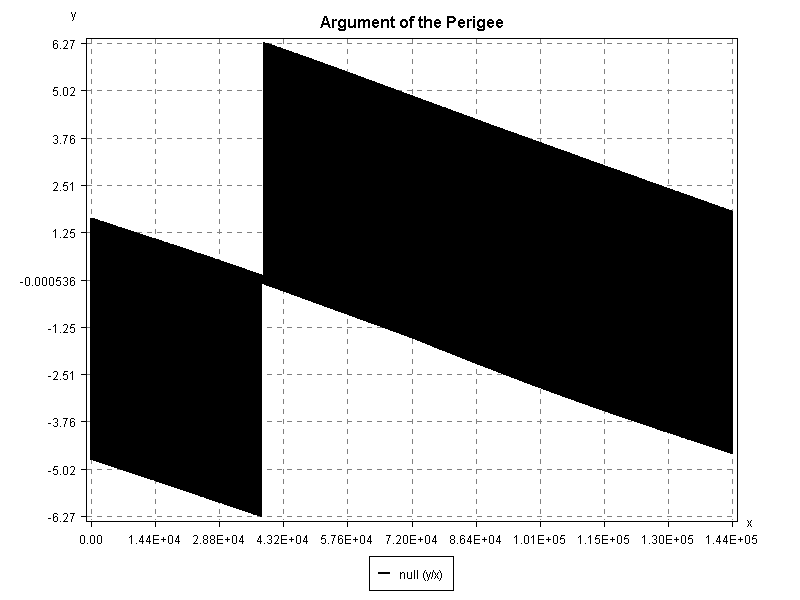 Argument of the Perigee
y
6.27
5.02
3.76
2.51
1.25
-0.000536
-1.25
-2.51
-3.76
-5.02
-6.27
x
0.00 1.44E+04 2.88E+04 4.32E+04 5.76E+04 7.20E+04 8.64E+04 1.01E+05 1.15E+05 1.30E+05 1.44E+05
null (y/x)